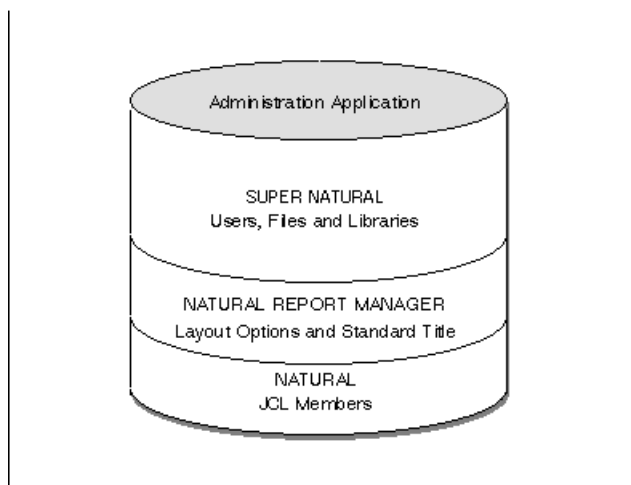 Administration Application
SUPER NATURAL
Users, Files and Libraries
NATURAL REPORT MANAGER
Layout Options and Standard Title
NATURAL
JCL Members